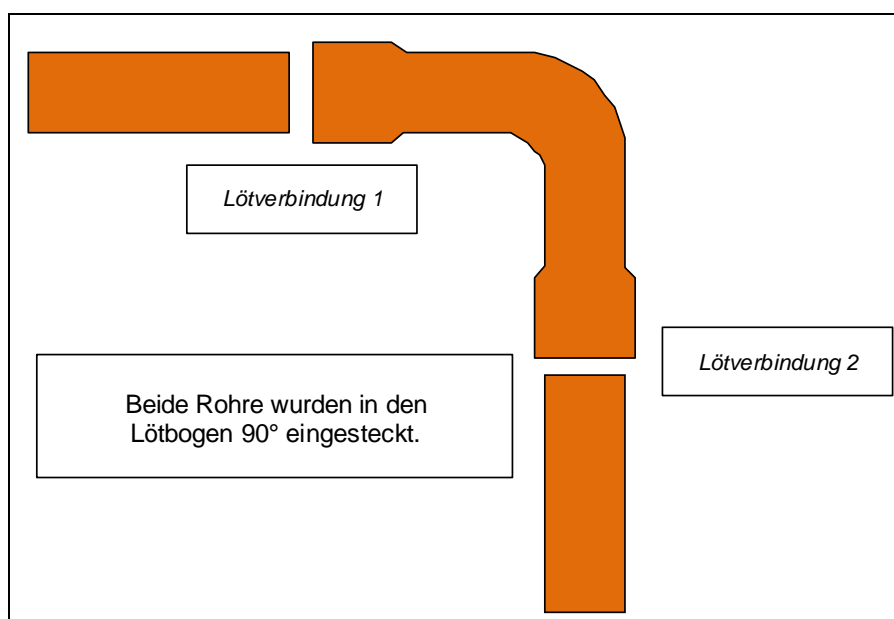 Lötverbindung 1
Lötverbindung 2
Beide Rohre wurden in den
Lötbogen 90° eingesteckt.